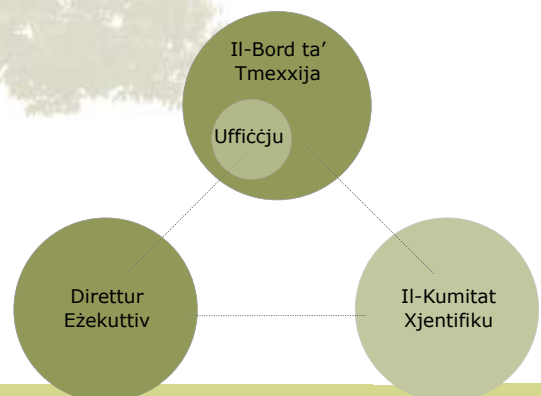 Il-Bord ta’
Tmexxija
Uffiċċju
Direttur
Eżekuttiv
Il-Kumitat
Xjentifiku